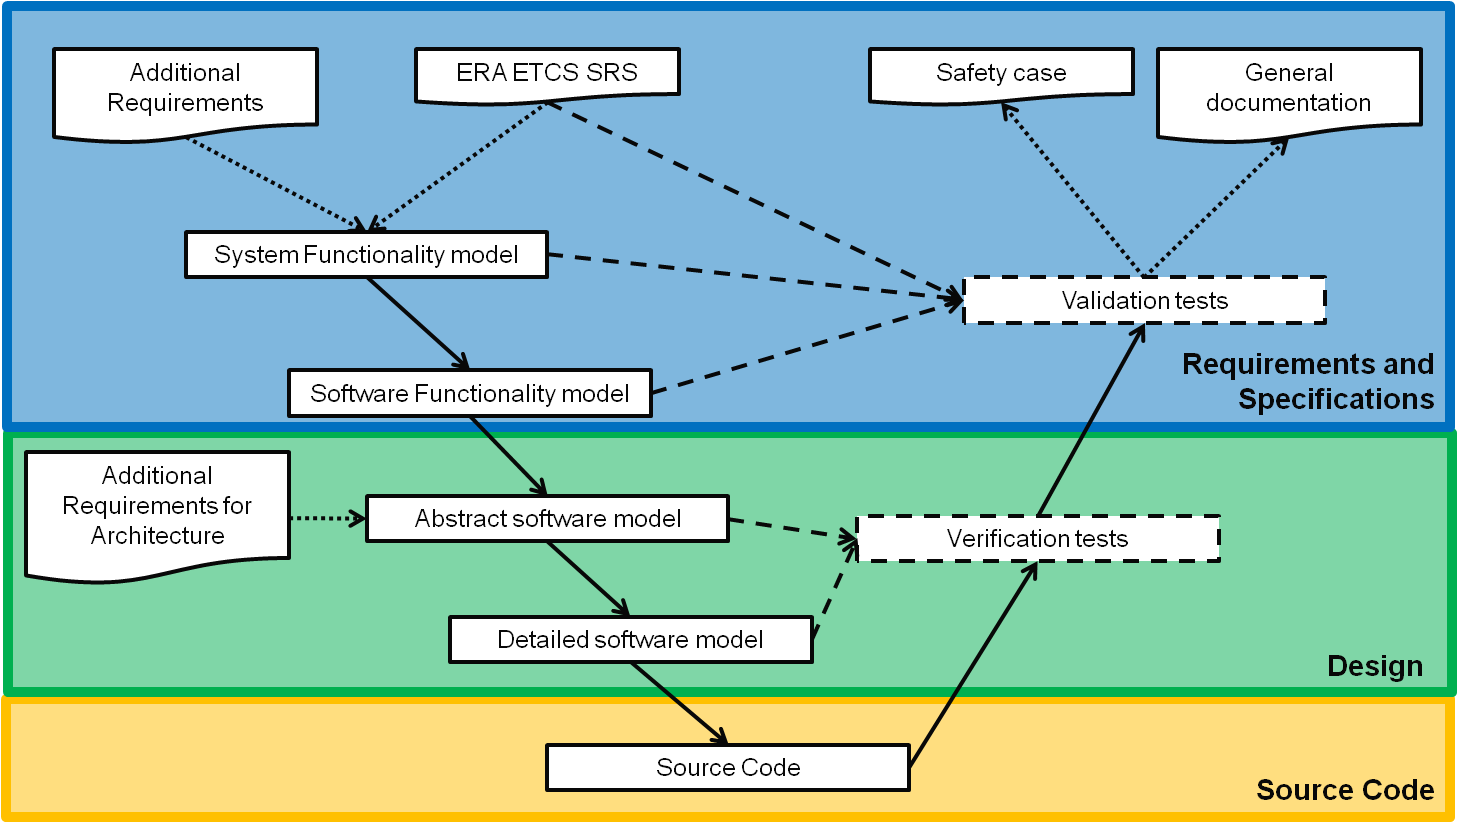 Additional
Requirements
ERA ETCS SRS
Safety case
General
documentation
System Functionality model
Validation tests
Requirements and
Specifications
Software Functionality model
Additional
Requirements for
Architecture
Abstract software model
Verification tests
Detailed software model
Design
Source Code
Source Code